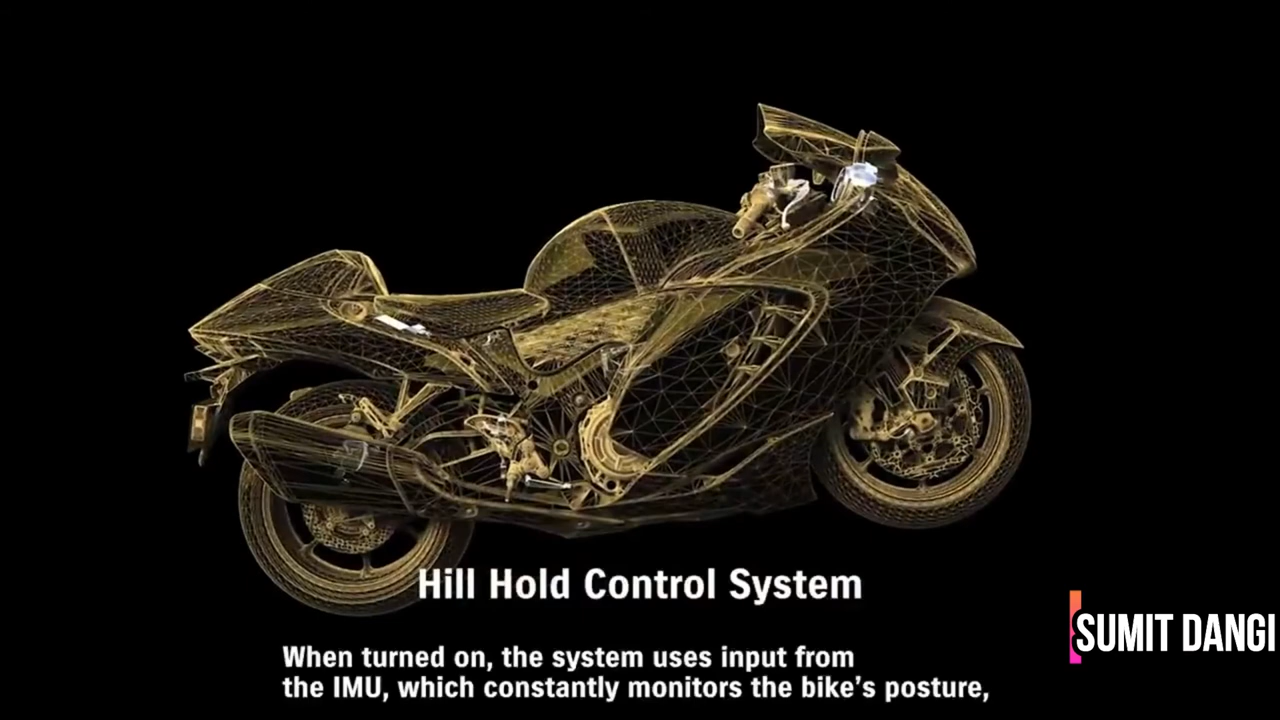 Hill Hold Control System
SUMIT DANGI
When turned on, the system uses input from
the IMU, which constantly monitors the bike's posture,